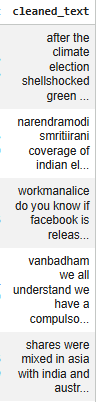 cleaned_text
after the
climate
election
shellshocked
green ...
narendramodi
smritiirani
coverage of
indian el...
workmanalice
do you know if
facebook is
releas...
vanbadham
we all
understand we
have a
compulso...
shares were
mixed in asia
with india and
austr...